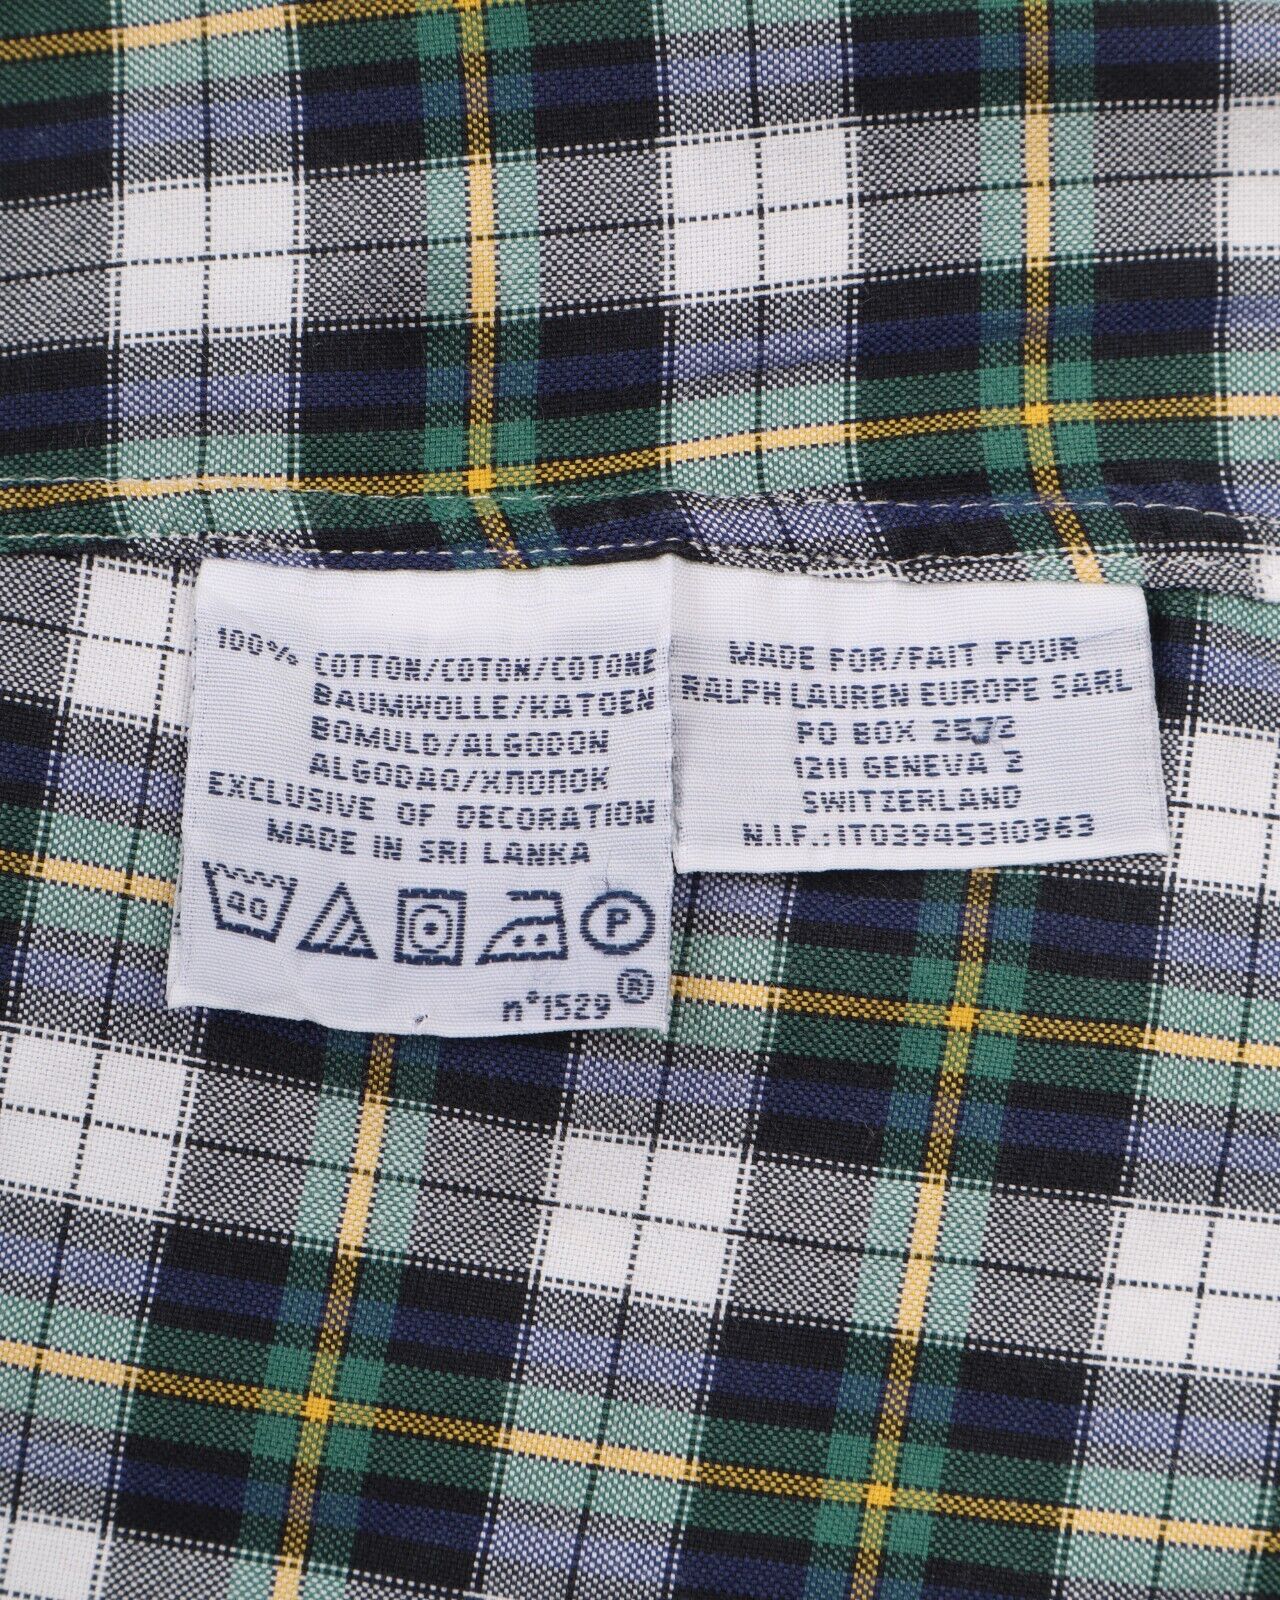 100% COTTON/COTON/COTONE
BAUMWOLLE/KATOEN
BOMULD/ALGODON
ALGODAO/ХЛОПОК
EXCLUSIVE OF DECORATION
MADE IN SRI LANKA
40
P
n°1529 ®
MADE FOR/FAIT POUR
RALPH LAUREN EUROPE SARL
PO BOX 2572
1211 GENEVA 2
SWITZERLAND
N.I.F.:IT03945310963